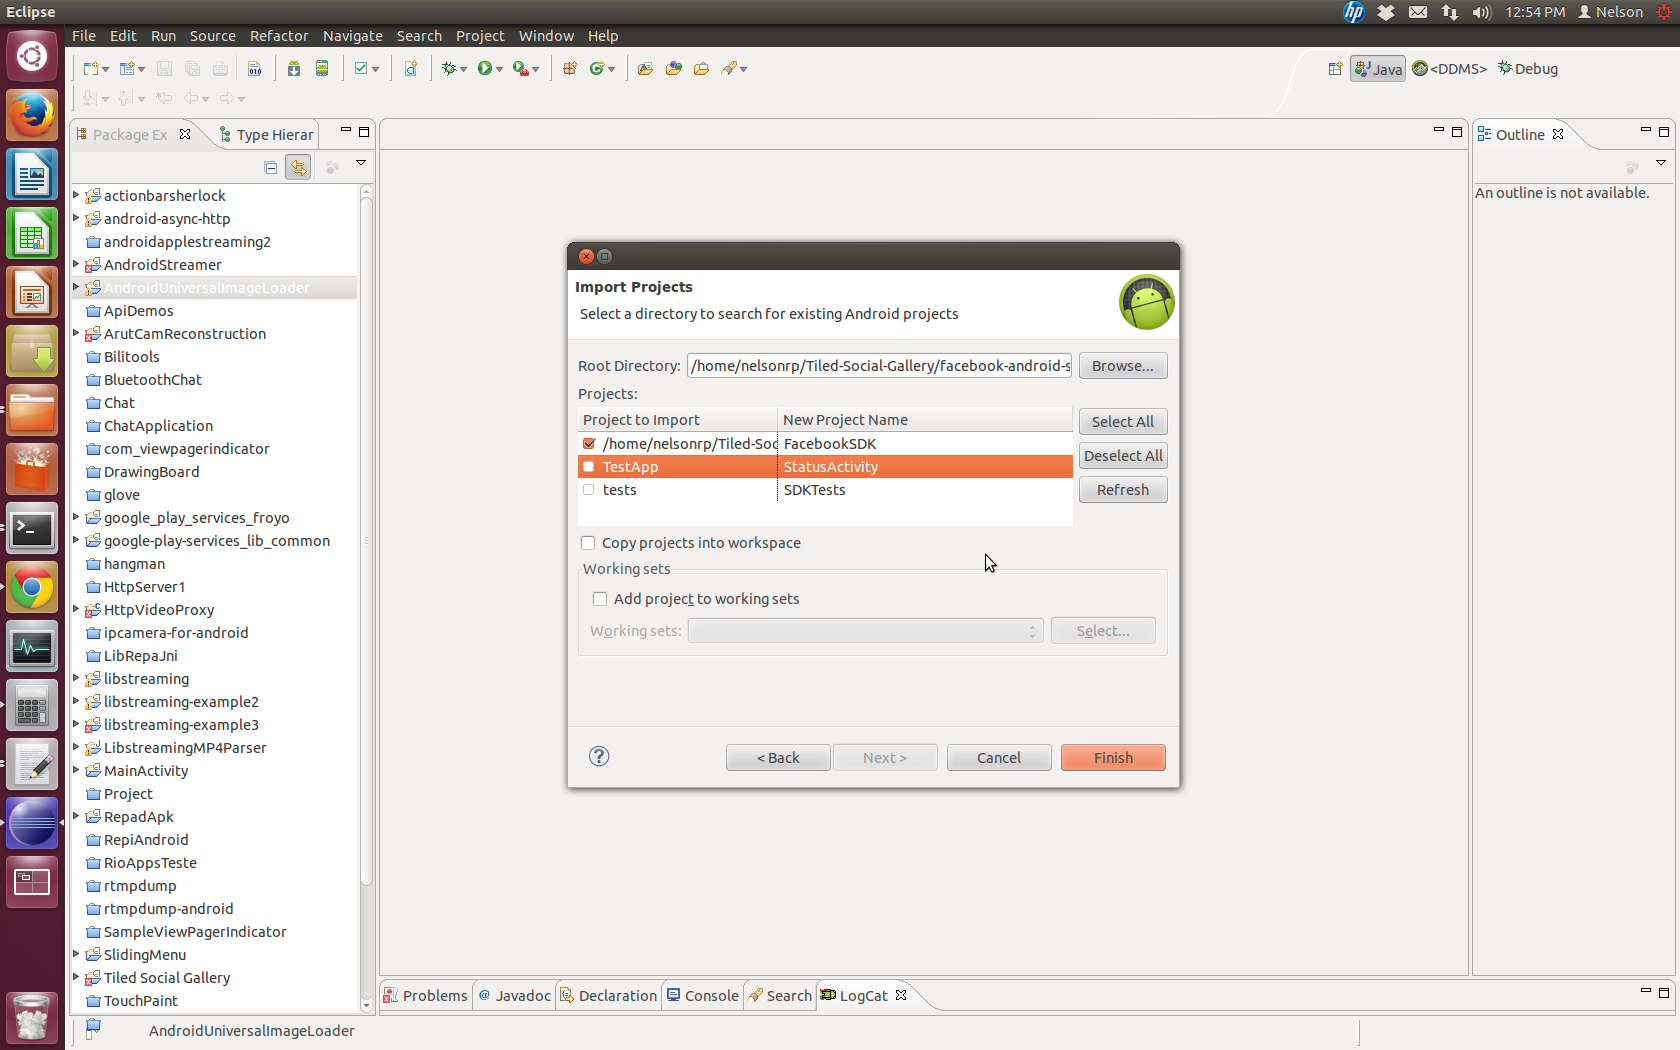 Eclipse
hp
12:54 PM
Nelson
File Edit Run Source Refactor Navigate Search Project Window Help
Java
<DDMS>
Debug
Package Ex
Type Hierar
Outline
An outline is not available.
actionbarsherlock
android-async-http
androidapplestreaming2
AndroidStreamer
AndroidUniversalImageLoader
ApiDemos
ArutCamReconstruction
Bilitools
BluetoothChat
Chat
ChatApplication
com_viewpagerindicator
DrawingBoard
glove
google_play_services_froyo
google-play-services_lib_common
hangman
HttpServer1
HttpVideoProxy
ipcamera-for-android
LibRepaJni
libstreaming
libstreaming-example2
libstreaming-example3
LibstreamingMP4Parser
MainActivity
Project
RepadApk
RepiAndroid
RioAppsTeste
rtmpdump
rtmpdump-android
SampleViewPagerIndicator
SlidingMenu
Tiled Social Gallery
TouchPaint
Import Projects
Select a directory to search for existing Android projects
Root Directory: /home/nelsonrp/Tiled-Social-Gallery/facebook-android-s Browse...
Projects:
Project to Import New Project Name
/home/nelsonrp/Tiled-Soc FacebookSDK
TestApp StatusActivity
tests SDKTests
Select All
Deselect All
Refresh
Copy projects into workspace
Working sets
Add project to working sets
Working sets: Select...
? < Back Next > Cancel Finish
Problems @ Javadoc Declaration Console Search LogCat
AndroidUniversalImageLoader